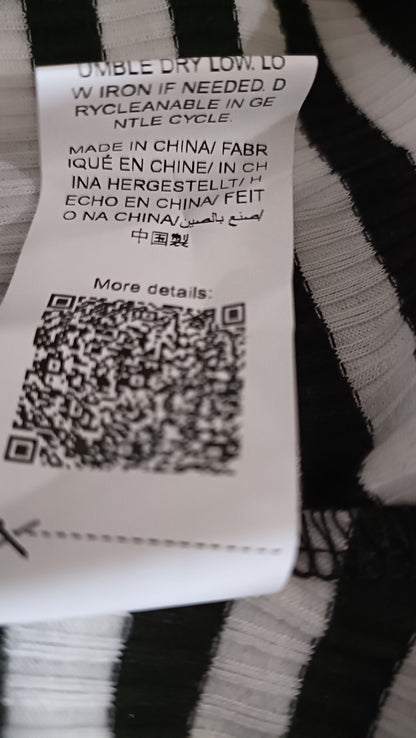 UMBLE DRY LOW. LO
W IRON IF NEEDED. D
RYCLEANABLE IN GE
NTLE CYCLE.
MADE IN CHINA/ FABR
IQUÉ EN CHINE/ IN CH
INA HERGESTELLT/ H
ECHO EN CHINA/ FEIT
O NA CHINA/صنع بالصين/
中国製
More details: